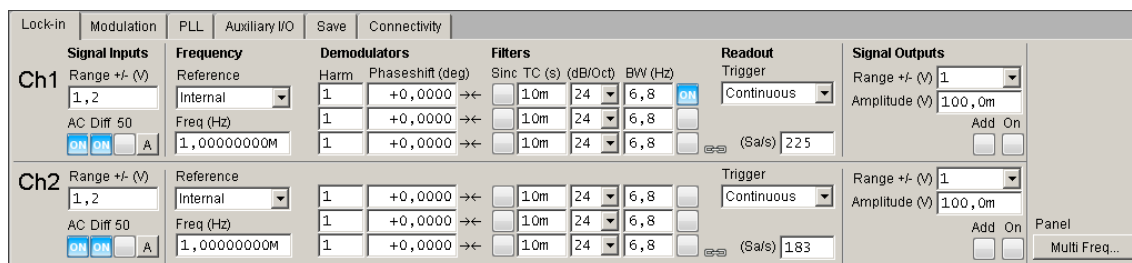 Lock-in Modulation PLL Auxiliary I/O Save Connectivity
Signal Inputs Frequency Demodulators Filters Readout Signal Outputs
Ch1 Range +/- (V) Reference Harm Phaseshift (deg) Sinc TC (s) (dB/Oct) BW (Hz) Trigger Range +/- (V) 1
1,2 Internal 1 +0,0000 →← 10m 24 6,8 ON Continuous Amplitude (V) 100,0m
AC Diff 50 Freq (Hz) 1 +0,0000 →← 10m 24 6,8 Add On
ON ON A 1,00000000M 1 +0,0000 →← 10m 24 6,8 (Sa/s) 225
Ch2 Range +/- (V) Reference Trigger Range +/- (V) 1
1,2 Internal 1 +0,0000 →← 10m 24 6,8 Continuous Amplitude (V) 100,0m
AC Diff 50 Freq (Hz) 1 +0,0000 →← 10m 24 6,8 Add On Panel
ON ON A 1,00000000M 1 +0,0000 →← 10m 24 6,8 (Sa/s) 183 Multi Freq...